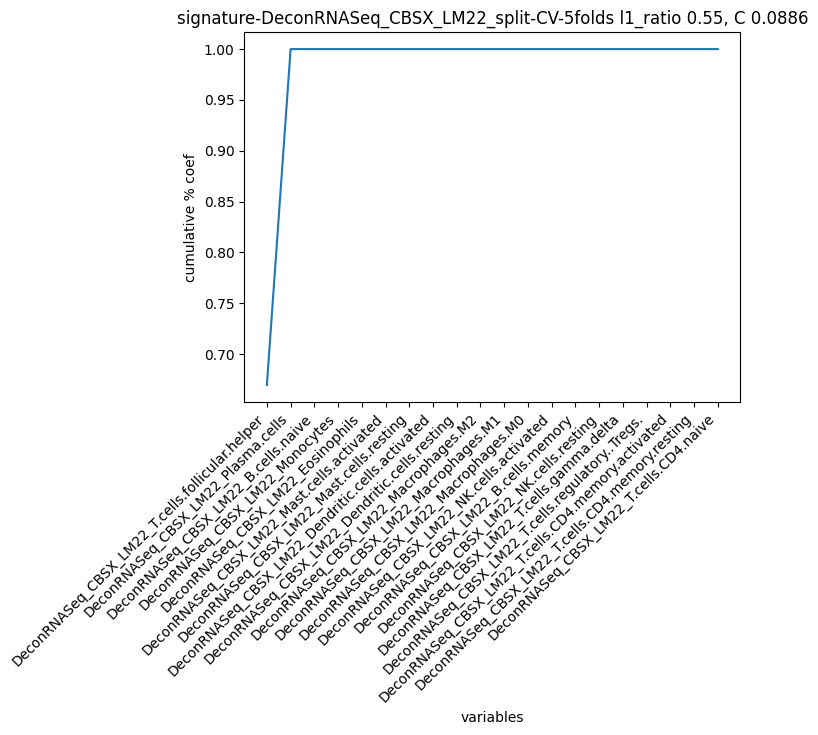 signature-DeconRNASeq_CBSX_LM22_split-CV-5folds l1_ratio 0.55, C 0.0886
1.00
0.95
0.90
0.85
0.80
0.75
0.70
cumulative % coef
DeconRNASeq_CBSX_LM22_T.cells.follicular.helper
DeconRNASeq_CBSX_LM22_Plasma.cells
DeconRNASeq_CBSX_LM22_B.cells.naive
DeconRNASeq_CBSX_LM22_Monocytes
DeconRNASeq_CBSX_LM22_Eosinophils
DeconRNASeq_CBSX_LM22_Mast.cells.activated
DeconRNASeq_CBSX_LM22_Mast.cells.resting
DeconRNASeq_CBSX_LM22_Dendritic.cells.activated
DeconRNASeq_CBSX_LM22_Dendritic.cells.resting
DeconRNASeq_CBSX_LM22_Macrophages.M2
DeconRNASeq_CBSX_LM22_Macrophages.M1
DeconRNASeq_CBSX_LM22_Macrophages.M0
DeconRNASeq_CBSX_LM22_NK.cells.activated
DeconRNASeq_CBSX_LM22_B.cells.memory
DeconRNASeq_CBSX_LM22_NK.cells.resting
DeconRNASeq_CBSX_LM22_T.cells.gamma.delta
DeconRNASeq_CBSX_LM22_T.cells.regulatory..Tregs.
DeconRNASeq_CBSX_LM22_T.cells.CD4.memory.activated
DeconRNASeq_CBSX_LM22_T.cells.CD4.memory.resting
DeconRNASeq_CBSX_LM22_T.cells.CD4.naive
variables